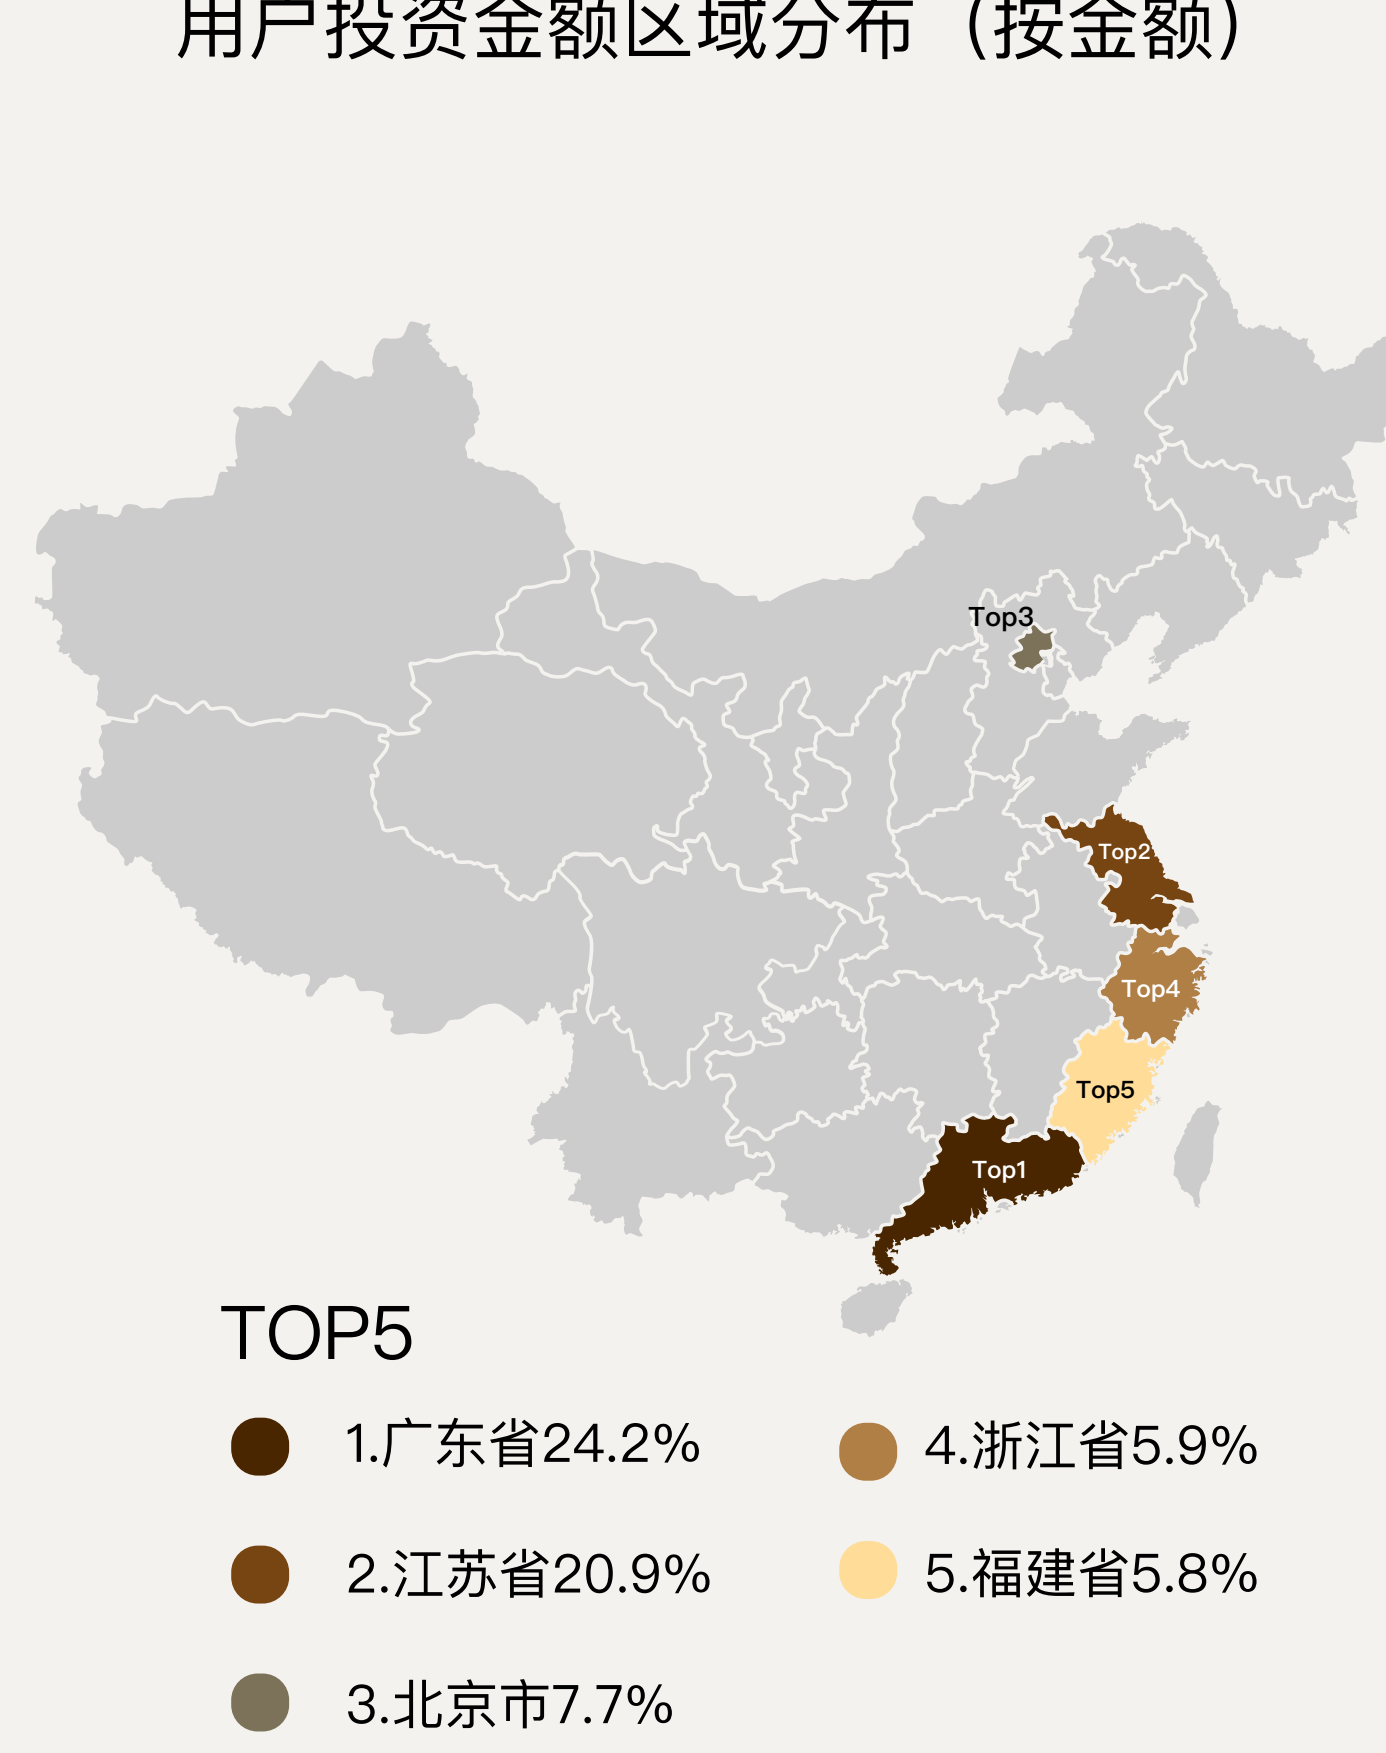 用户投资金额区域分布（按金额）
Top3
Top2
Top4
Top5
Top1
TOP5
1.广东省24.2%
2.江苏省20.9%
3.北京市7.7%
4.浙江省5.9%
5.福建省5.8%